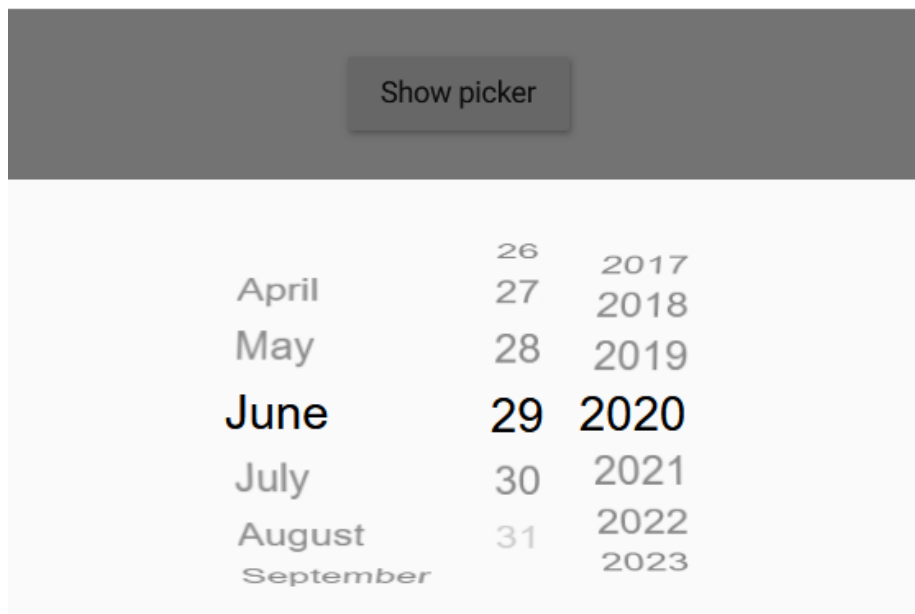 Show picker
26 2017
April 27 2018
May 28 2019
June 29 2020
July 30 2021
August 31 2022
September 2023